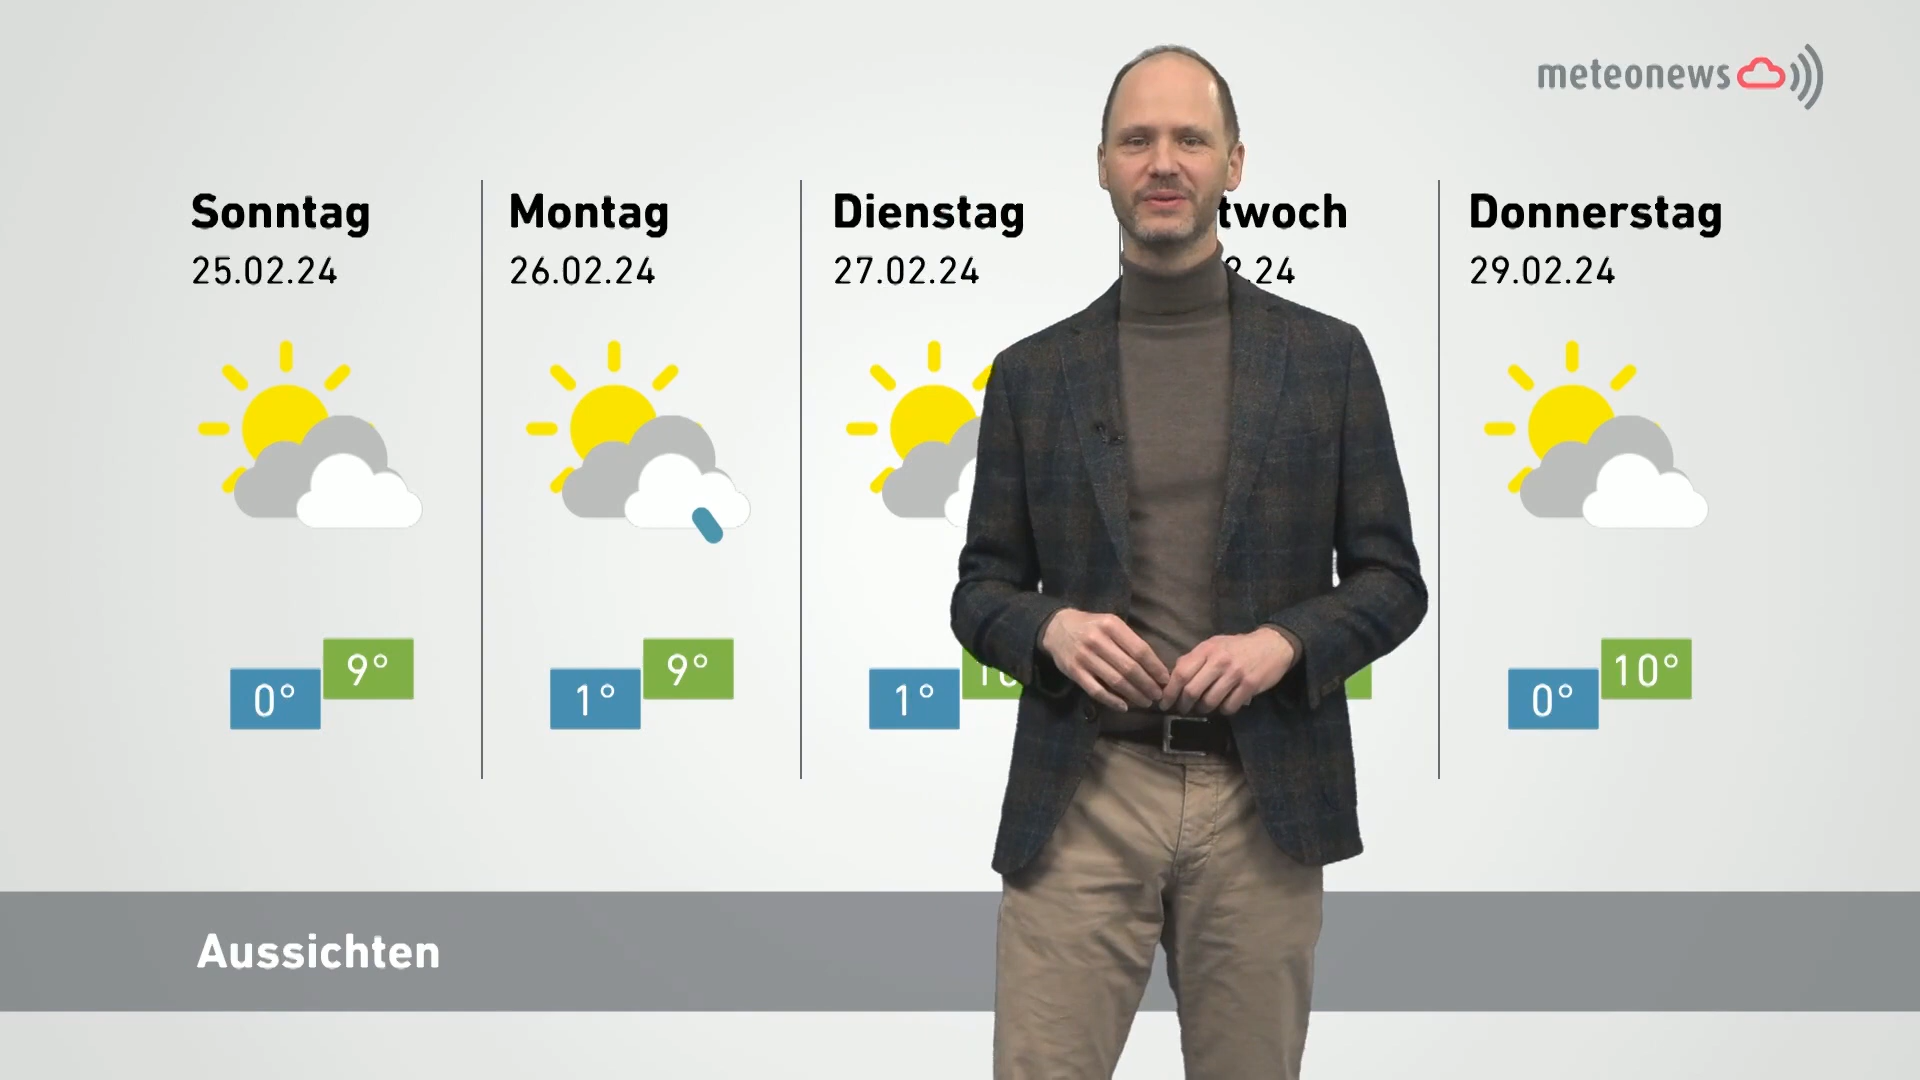 meteonews
Sonntag
25.02.24
Montag
26.02.24
Dienstag
27.02.24
twoch
.24
Donnerstag
29.02.24
0° 9°
1° 9°
1°
0° 10°
Aussichten